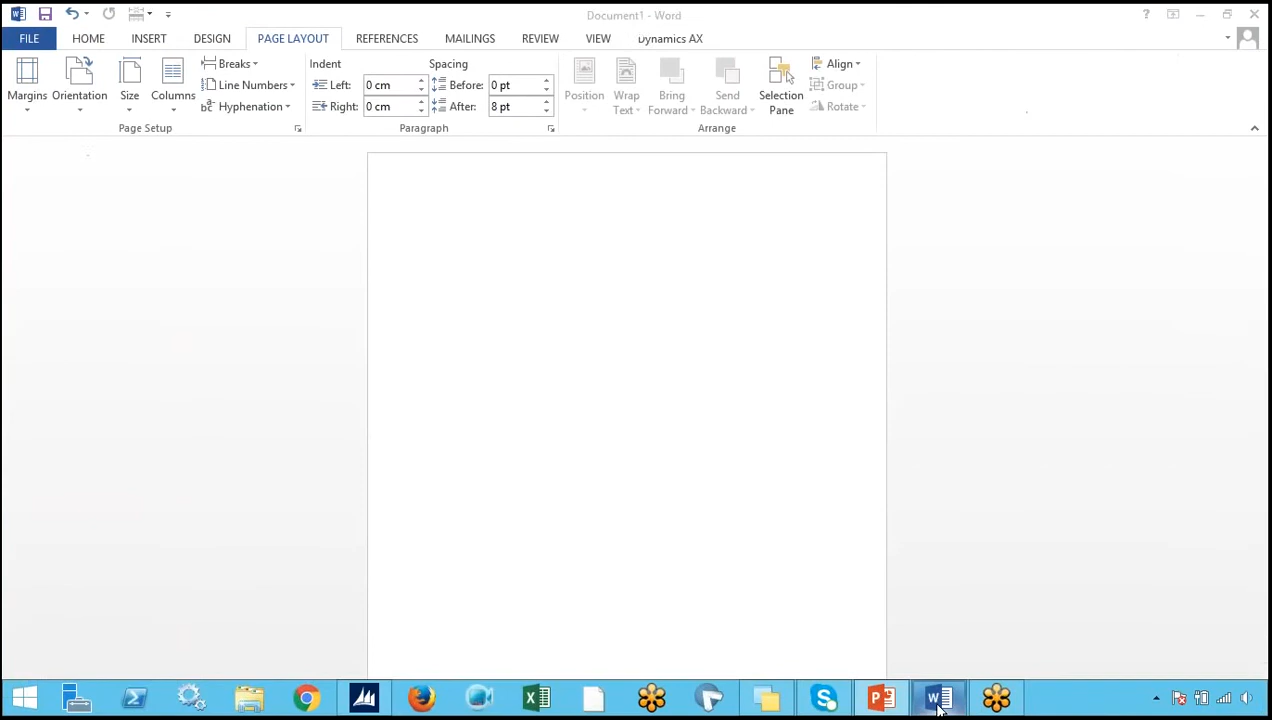 Document1 - Word
FILE HOME INSERT DESIGN PAGE LAYOUT REFERENCES MAILINGS REVIEW VIEW Dynamics AX
Margins Orientation Size Columns
Breaks
Line Numbers
Hyphenation
Page Setup
Indent Spacing
Left: 0 cm Before: 0 pt
Right: 0 cm After: 8 pt
Paragraph
Position
Wrap Text
Bring Forward
Send Backward
Selection Pane
Align
Group
Rotate
Arrange